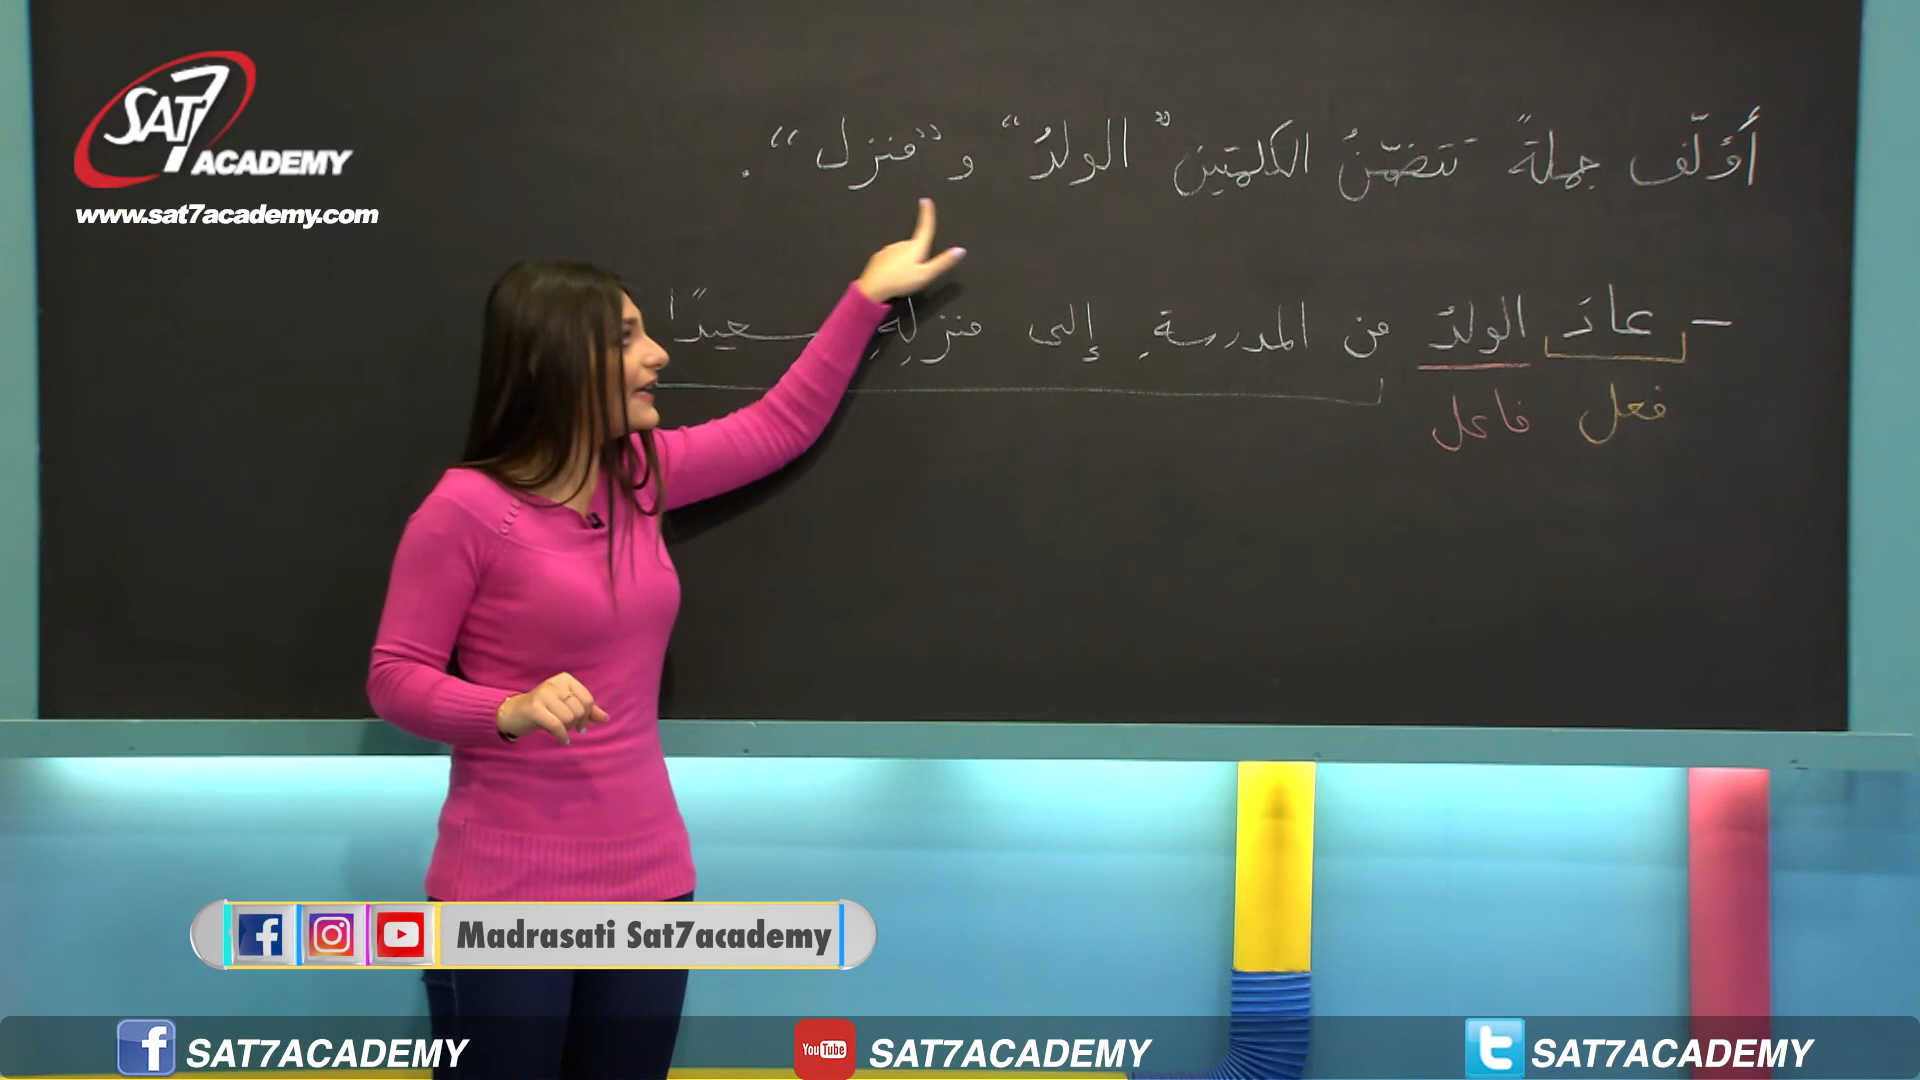 SAT7 ACADEMY
www.sat7academy.com
أؤلّف جملةً تتضمّنُ الكلمتين "الولدُ" و"منزل".
- عادَ الولدُ من المدرسةِ إلى منزلِهِ سعيدًا
فعل فاعل
Madrasati Sat7academy
f SAT7ACADEMY YouTube SAT7ACADEMY t SAT7ACADEMY